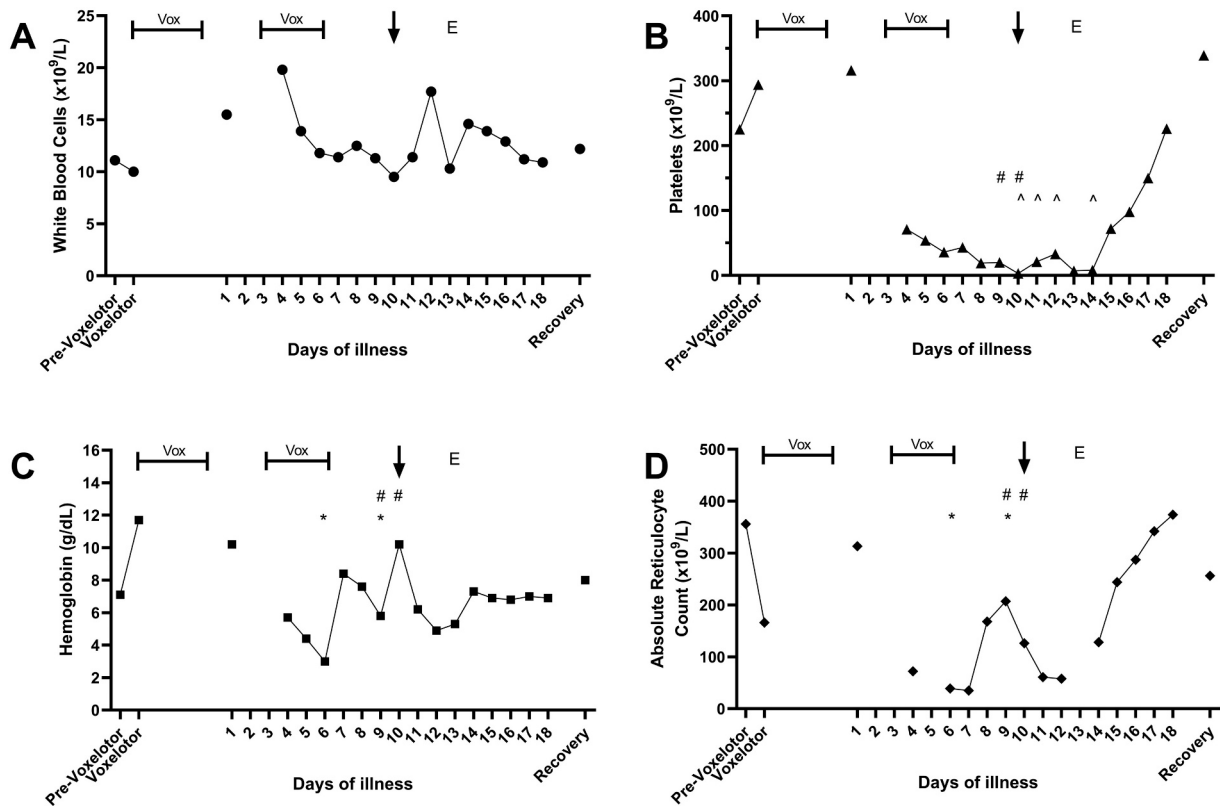 A
Vox
Vox
E
White Blood Cells (x10⁹/L)
25
20
15
10
5
0
Pre-Voxelotor
Voxelotor
1
2
3
4
5
6
7
8
9
10
11
12
13
14
15
16
17
18
Recovery
Days of illness
B
Vox
Vox
E
Platelets (x10⁹/L)
400
300
200
100
0
# #
^ ^ ^ ^
Pre-Voxelotor
Voxelotor
1
2
3
4
5
6
7
8
9
10
11
12
13
14
15
16
17
18
Recovery
Days of illness
C
Vox
Vox
E
Hemoglobin (g/dL)
16
14
12
10
8
6
4
2
0
# #
* *
Pre-Voxelotor
Voxelotor
1
2
3
4
5
6
7
8
9
10
11
12
13
14
15
16
17
18
Recovery
Days of illness
D
Vox
Vox
E
Absolute Reticulocyte
Count (x10⁹/L)
500
400
300
200
100
0
# #
* *
Pre-Voxelotor
Voxelotor
1
2
3
4
5
6
7
8
9
10
11
12
13
14
15
16
17
18
Recovery
Days of illness